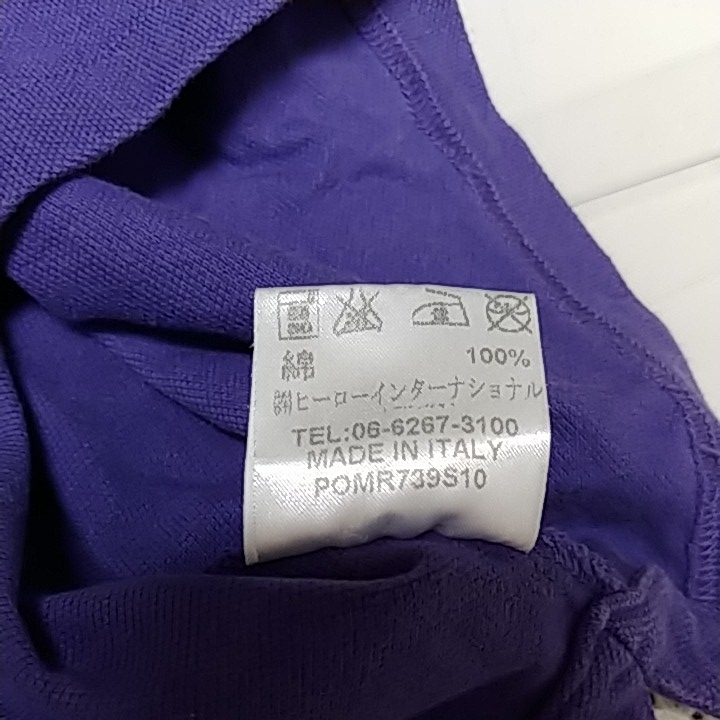 綿 100%
㈱ヒーローインターナショナル
TEL:06-6267-3100
MADE IN ITALY
POMR739S10